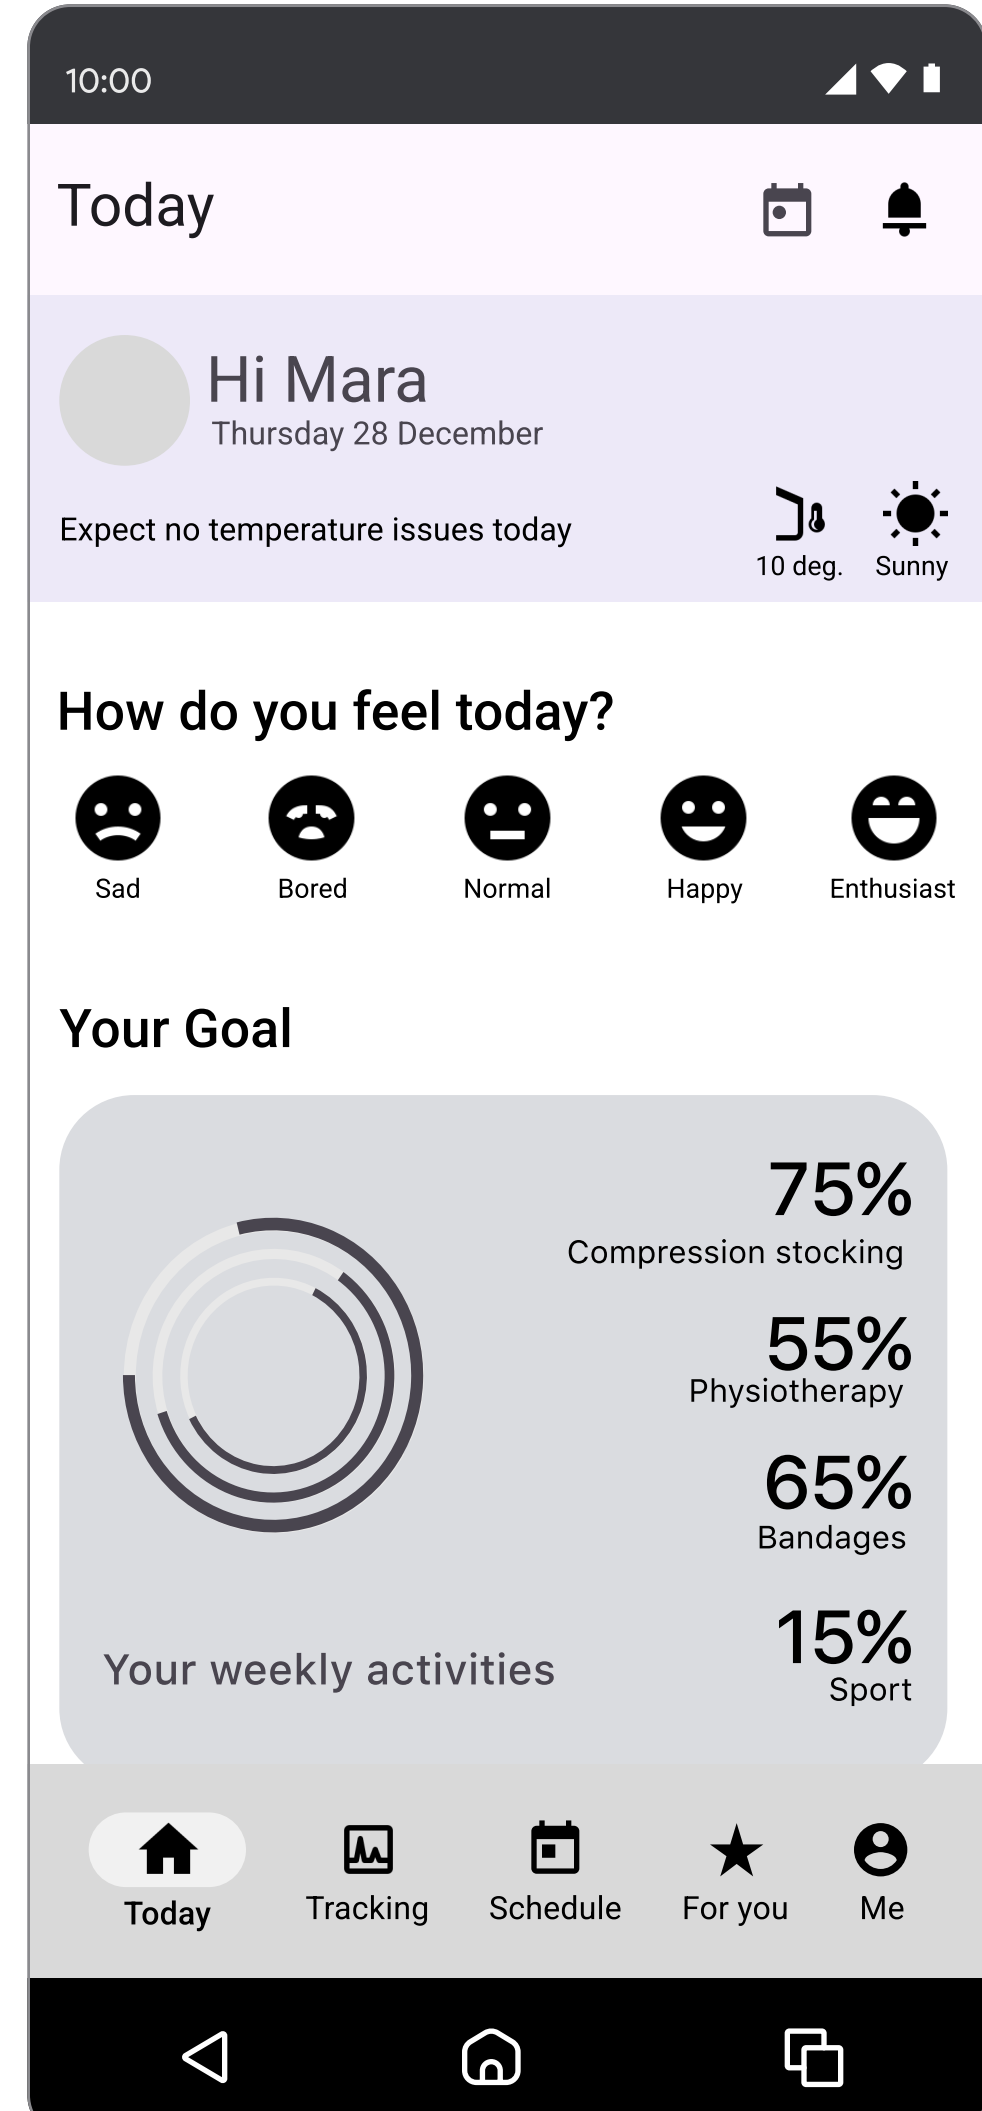 10:00
Today
Hi Mara
Thursday 28 December
Expect no temperature issues today
10 deg.
Sunny
How do you feel today?
Sad
Bored
Normal
Happy
Enthusiast
Your Goal
75%
Compression stocking
55%
Physiotherapy
65%
Bandages
15%
Sport
Your weekly activities
Today
Tracking
Schedule
For you
Me